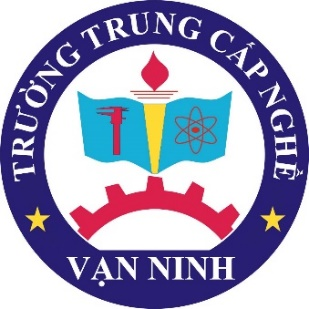 TRƯỜNG TRUNG CẤP NGHỀ
VẠN NINH